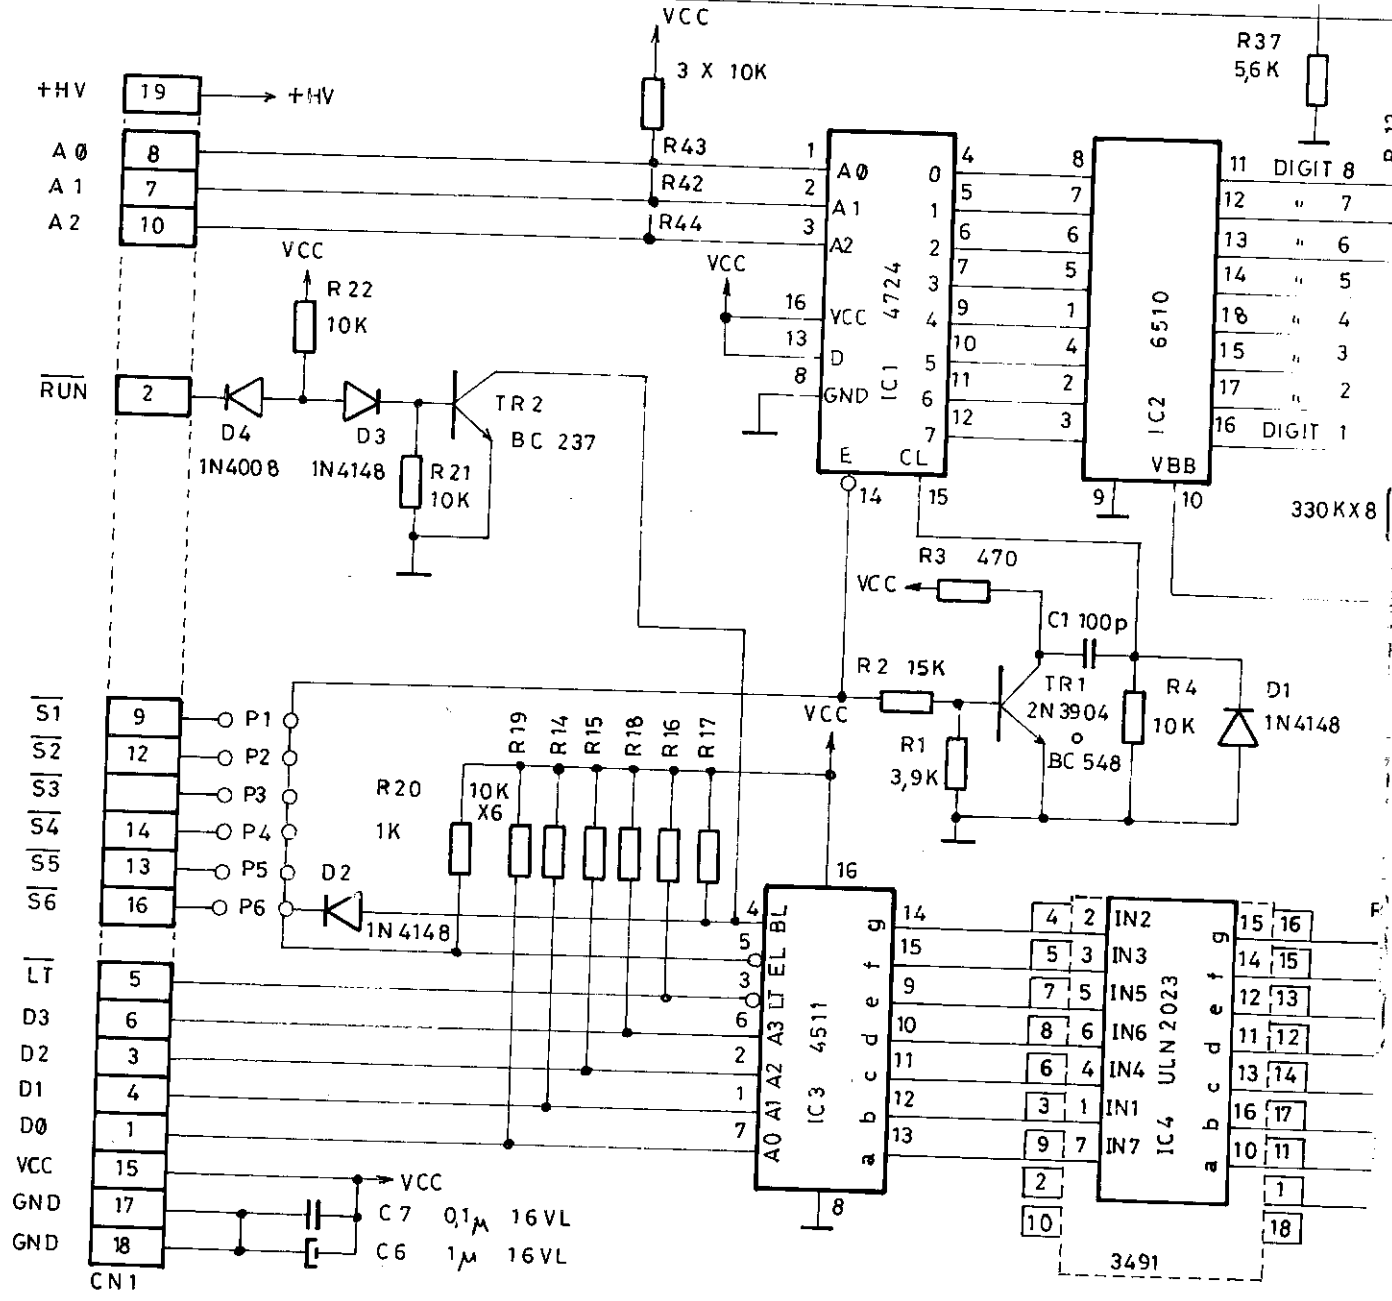 VCC
R37
5,6K
3 X 10K
+HV 19 +HV
A0 8 R43 1 A0 0 4 8 11 DIGIT 8
A1 7 R42 2 A1 1 5 7 12 " 7
A2 10 R44 3 A2 2 6 6 13 " 6
VCC VCC 3 7 5 14 " 5
R22
10K
16 VCC 4 9 1 18 " 4
13 D 5 10 4 15 " 3
8 GND 6 11 2 17 " 2
7 12 3 16 DIGIT 1
IC1 4724
IC2 6510
RUN 2
D4
1N4008
D3
1N4148
R21
10K
TR2
BC 237
E CL
14 15
VBB
9 10
330KX8
R3 470
VCC
C1 100p
R2 15K
VCC
TR1
2N3904
o
BC 548
R4
10K
D1
1N4148
R1
3,9K
S1 9 P1
S2 12 P2
S3 P3
S4 14 P4
S5 13 P5
S6 16 P6
R19 R14 R15 R18 R16 R17
R20
1K
10K
X6
D2
1N4148
16
4 BL g 14 4 2 IN2 g 15 16
5 EL f 15 5 3 IN3 f 14 15
LT 5 3 LT e 9 7 5 IN5 e 12 13
D3 6 6 A3 d 10 8 6 IN6 d 11 12
D2 3 2 A2 c 11 6 4 IN4 c 13 14
D1 4 1 A1 b 12 3 1 IN1 b 16 17
D0 1 7 A0 a 13 9 7 IN7 a 10 11
IC3 4511
IC4 ULN2023
2 1
10 18
VCC 15 VCC
GND 17 C7 0,1µ 16VL
GND 18 C6 1µ 16VL
8
3491
CN1